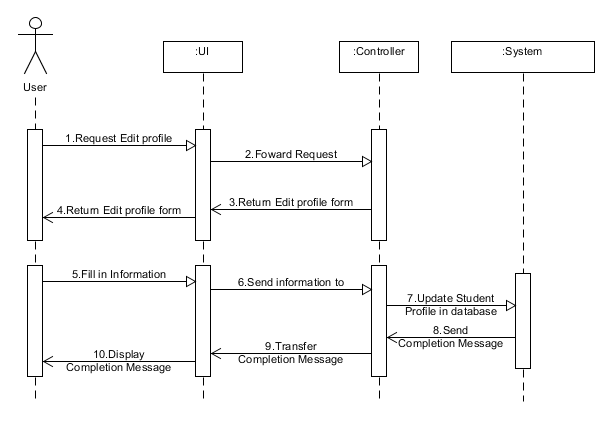 :UI
:Controller
:System
User
1.Request Edit profile
2.Foward Request
3.Return Edit profile form
4.Return Edit profile form
5.Fill in Information
6.Send information to
7.Update Student
Profile in database
8.Send
Completion Message
9.Transfer
Completion Message
10.Display
Completion Message